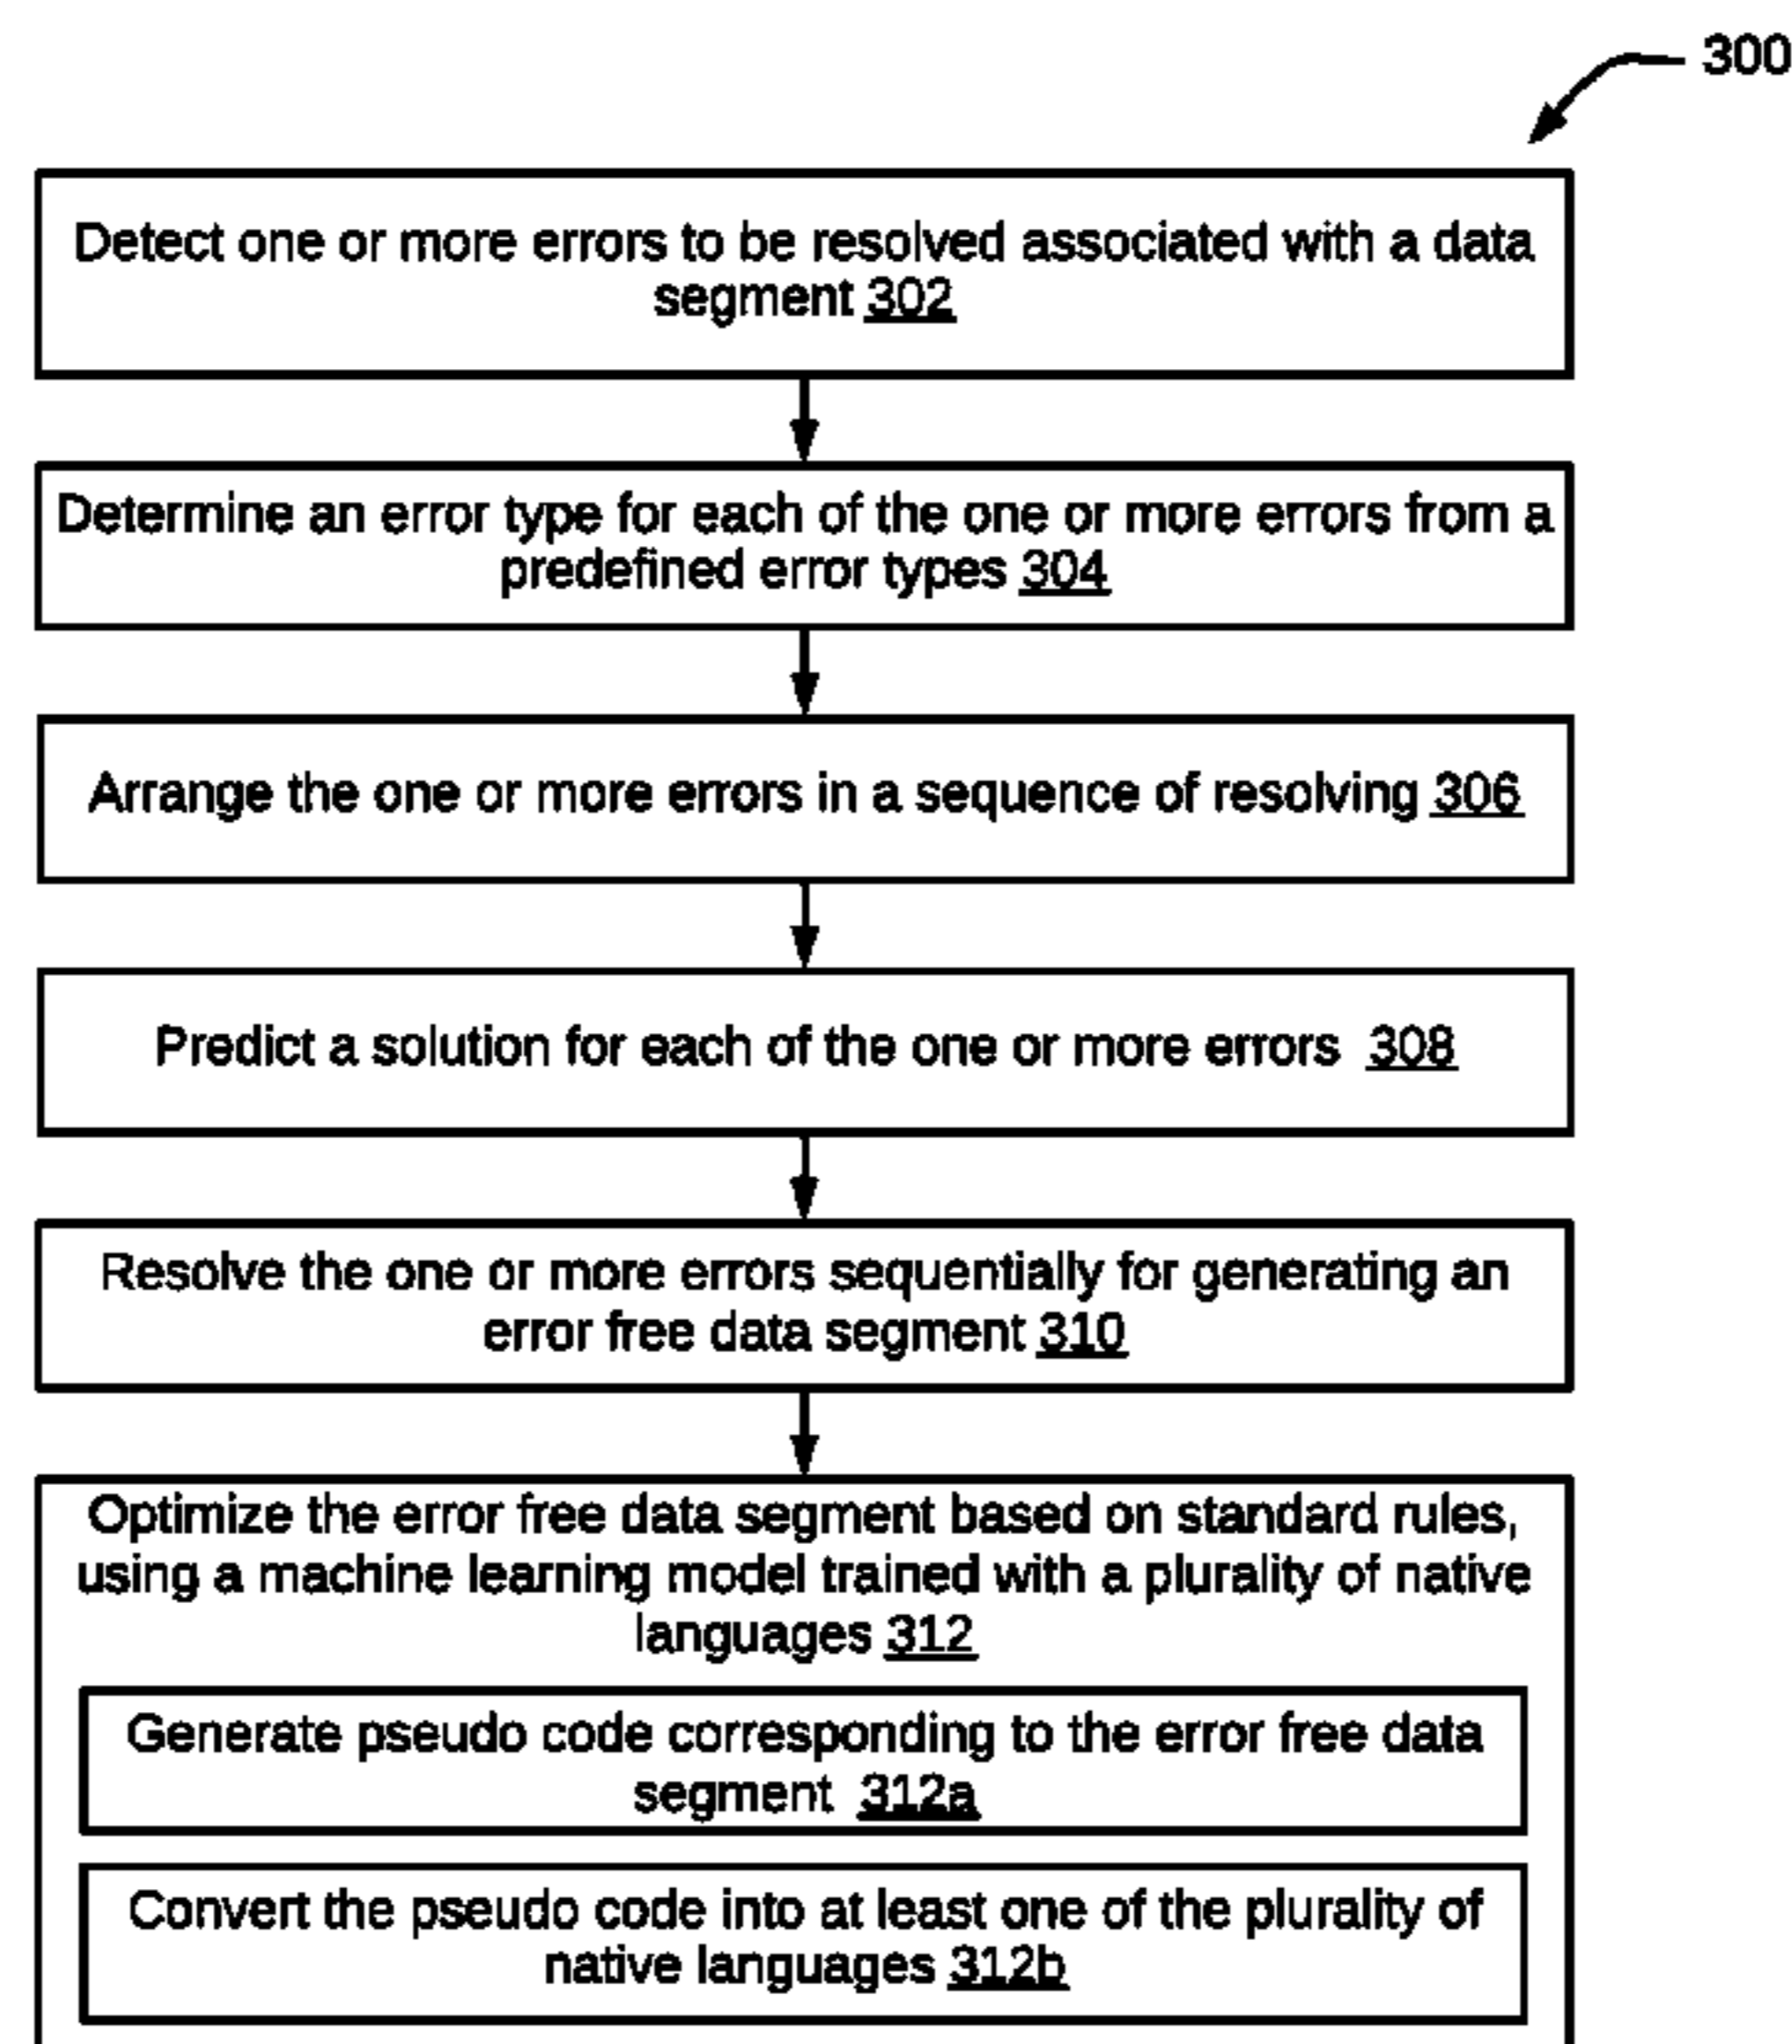 300
Detect one or more errors to be resolved associated with a data
segment 302
Determine an error type for each of the one or more errors from a
predefined error types 304
Arrange the one or more errors in a sequence of resolving 306
Predict a solution for each of the one or more errors 308
Resolve the one or more errors sequentially for generating an
error free data segment 310
Optimize the error free data segment based on standard rules,
using a machine learning model trained with a plurality of native
languages 312
Generate pseudo code corresponding to the error free data
segment 312a
Convert the pseudo code into at least one of the plurality of
native languages 312b